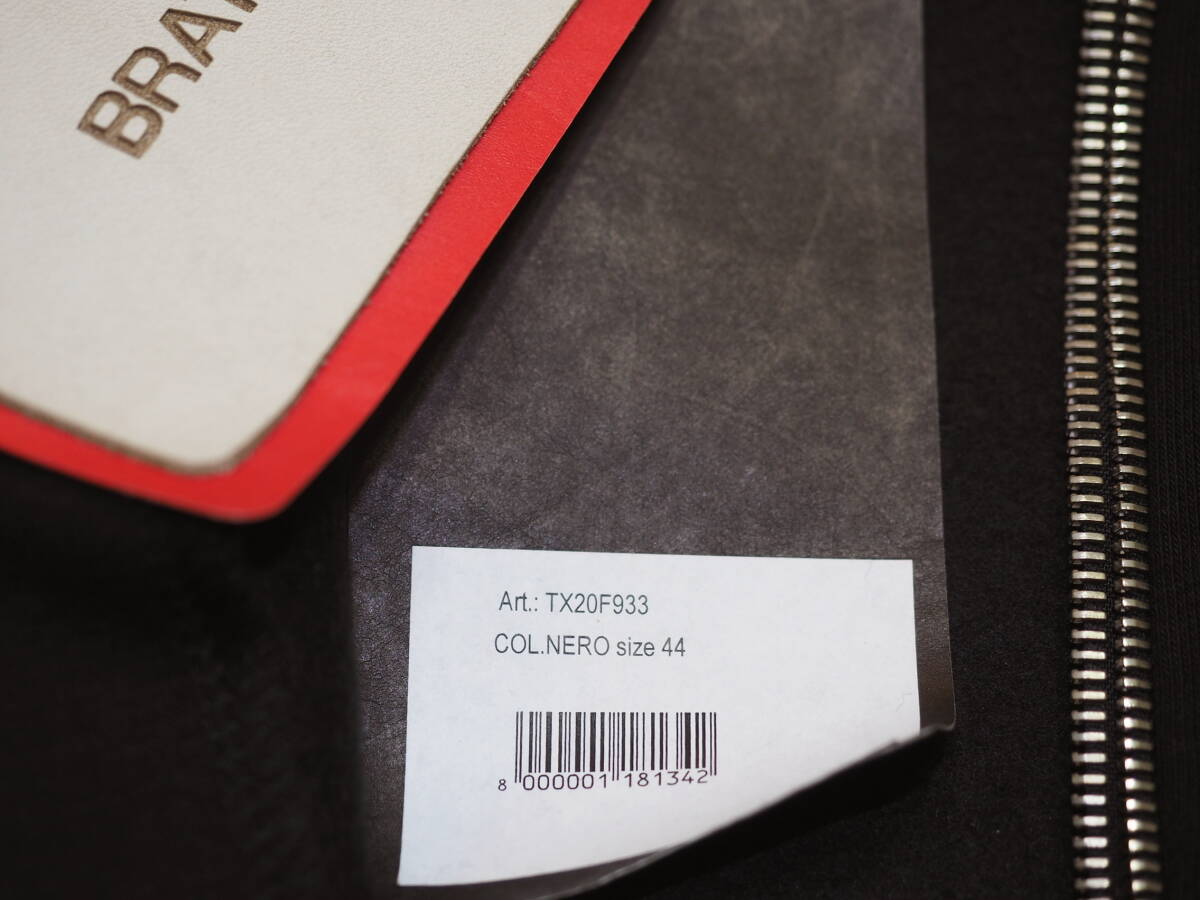 BRA
Art.: TX20F933
COL.NERO size 44
8 000001 181342